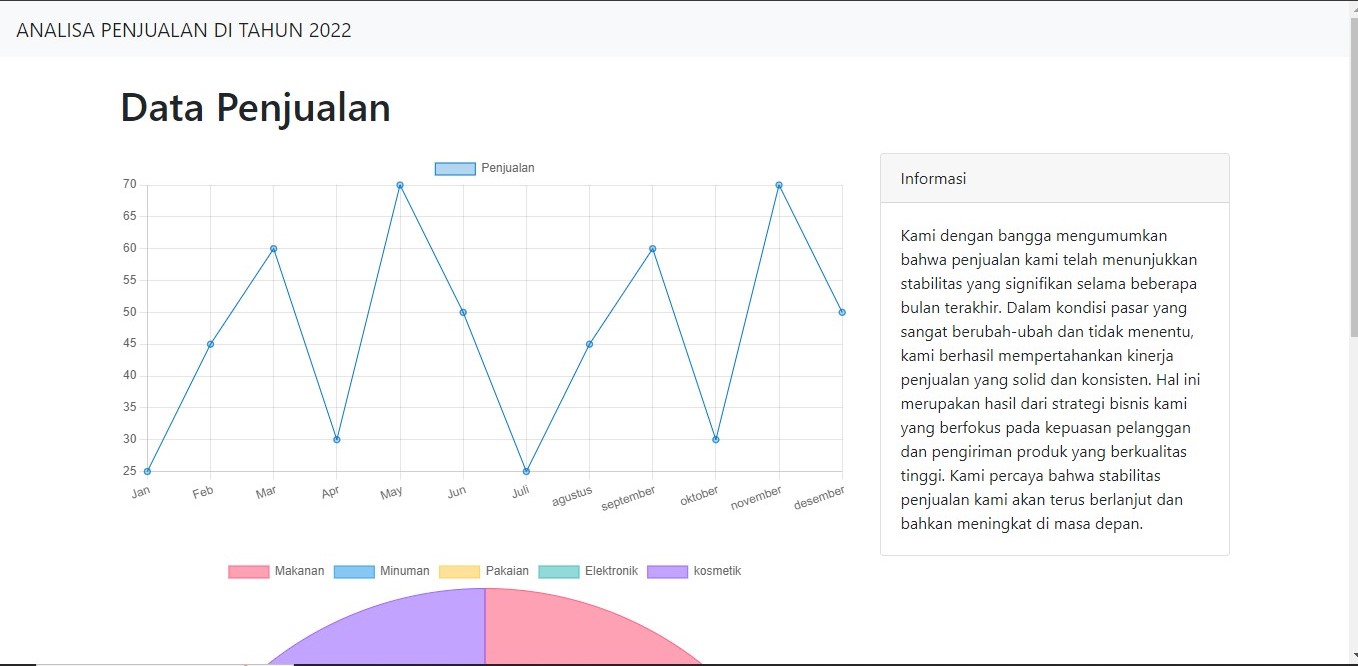 ANALISA PENJUALAN DI TAHUN 2022
Data Penjualan
Penjualan
70
65
60
55
50
45
40
35
30
25
Jan Feb Mar Apr May Jun Juli agustus september oktober november desember
Informasi
Kami dengan bangga mengumumkan
bahwa penjualan kami telah menunjukkan
stabilitas yang signifikan selama beberapa
bulan terakhir. Dalam kondisi pasar yang
sangat berubah-ubah dan tidak menentu,
kami berhasil mempertahankan kinerja
penjualan yang solid dan konsisten. Hal ini
merupakan hasil dari strategi bisnis kami
yang berfokus pada kepuasan pelanggan
dan pengiriman produk yang berkualitas
tinggi. Kami percaya bahwa stabilitas
penjualan kami akan terus berlanjut dan
bahkan meningkat di masa depan.
Makanan Minuman Pakaian Elektronik kosmetik